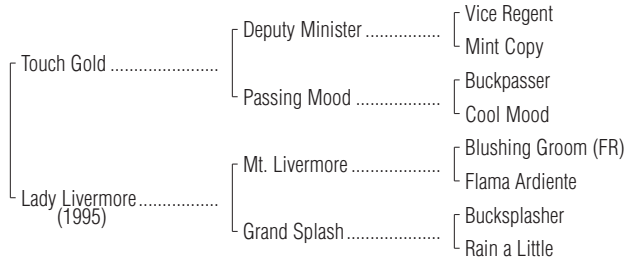 Vice Regent
Deputy Minister ................
Mint Copy
Touch Gold .......................
Buckpasser
Passing Mood ..................
Cool Mood
Blushing Groom (FR)
Mt. Livermore ...................
Flama Ardiente
Lady Livermore.................
(1995)
Bucksplasher
Grand Splash....................
Rain a Little